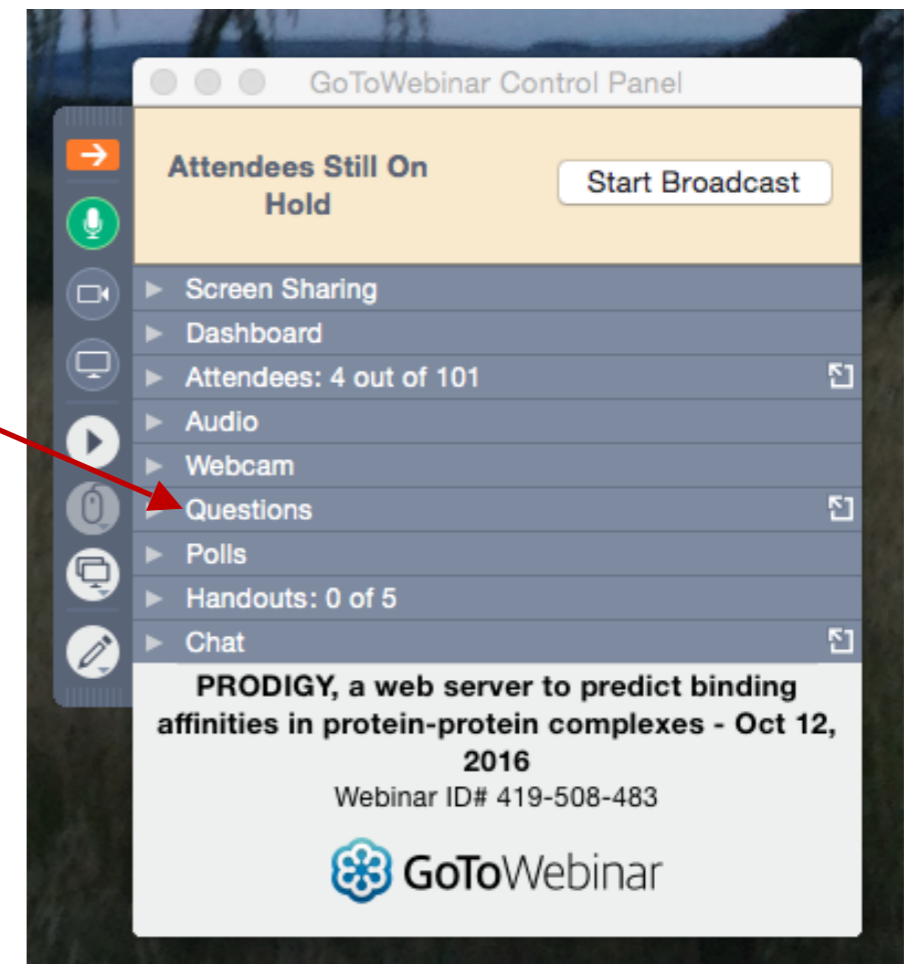 GoToWebinar Control Panel
Attendees Still On
Hold
Start Broadcast
Screen Sharing
Dashboard
Attendees: 4 out of 101
Audio
Webcam
Questions
Polls
Handouts: 0 of 5
Chat
PRODIGY, a web server to predict binding
affinities in protein-protein complexes - Oct 12,
2016
Webinar ID# 419-508-483
GoToWebinar